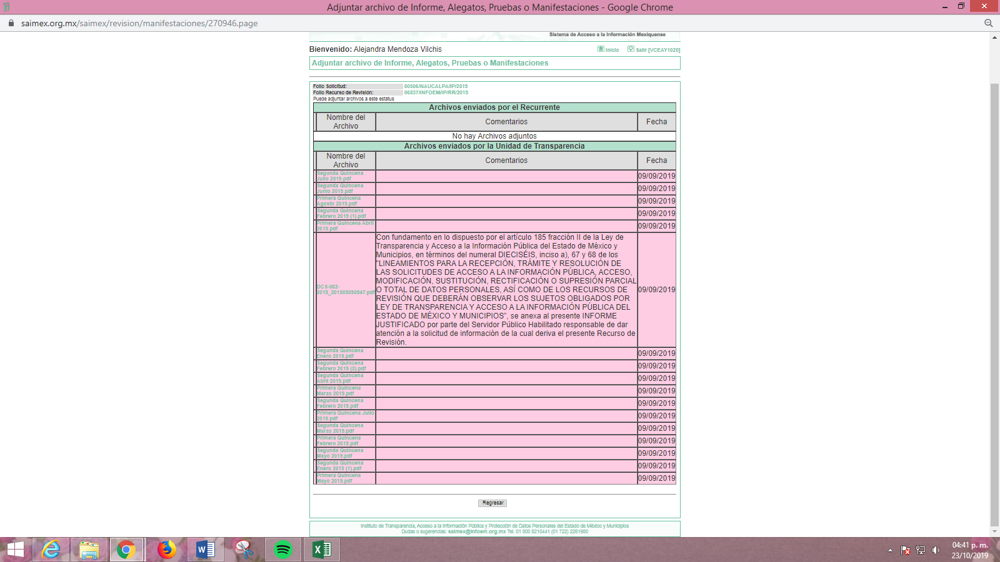 Adjuntar archivo de Informe, Alegatos, Pruebas o Manifestaciones - Google Chrome
saimex.org.mx/saimex/revision/manifestaciones/270946.page
Sistema de Acceso a la Información Mexiquense
Bienvenido: Alejandra Mendoza Vilchis
Inicio Salir [VCEAY1020]
Adjuntar archivo de Informe, Alegatos, Pruebas o Manifestaciones
Folio Solicitud: 00506/NAUCALPA/IP/2019
Folio Recurso de Revisión: 06837/INFOEM/IP/RR/2019
Puede adjuntar archivos a este estatus
Archivos enviados por el Recurrente
Nombre del
Archivo
Comentarios
Fecha
No hay Archivos adjuntos
Archivos enviados por la Unidad de Transparencia
Nombre del
Archivo
Comentarios
Fecha
Segunda Quincena
Julio 2019.pdf
09/09/2019
Segunda Quincena
Junio 2019.pdf
09/09/2019
Primera Quincena
Agosto 2019.pdf
09/09/2019
Segunda Quincena
Febrero 2019 (1).pdf
09/09/2019
Primera Quincena Abril
2019.pdf
09/09/2019
DCS-062-
2019_201909090947.pdf
Con fundamento en lo dispuesto por el artículo 185 fracción II de la Ley de
Transparencia y Acceso a la Información Pública del Estado de México y
Municipios, en términos del numeral DIECISÉIS, inciso a), 67 y 68 de los
"LINEAMIENTOS PARA LA RECEPCIÓN, TRÁMITE Y RESOLUCIÓN DE
LAS SOLICITUDES DE ACCESO A LA INFORMACIÓN PÚBLICA, ACCESO,
MODIFICACIÓN, SUSTITUCIÓN, RECTIFICACIÓN O SUPRESIÓN PARCIAL
O TOTAL DE DATOS PERSONALES, ASÍ COMO DE LOS RECURSOS DE
REVISIÓN QUE DEBERÁN OBSERVAR LOS SUJETOS OBLIGADOS POR
LEY DE TRANSPARENCIA Y ACCESO A LA INFORMACIÓN PÚBLICA DEL
ESTADO DE MÉXICO Y MUNICIPIOS", se anexa al presente INFORME
JUSTIFICADO por parte del Servidor Público Habilitado responsable de dar
atención a la solicitud de información de la cual deriva el presente Recurso de
Revisión.
09/09/2019
Segunda Quincena
Enero 2019.pdf
09/09/2019
Segunda Quincena
Febrero 2019 (2).pdf
09/09/2019
Segunda Quincena
Abril 2019.pdf
09/09/2019
Primera Quincena
Marzo 2019.pdf
09/09/2019
Segunda Quincena
Febrero 2019.pdf
09/09/2019
Primera Quincena Julio
2019.pdf
09/09/2019
Segunda Quincena
Marzo 2019.pdf
09/09/2019
Primera Quincena
Febrero 2019.pdf
09/09/2019
Segunda Quincena
Mayo 2019.pdf
09/09/2019
Segunda Quincena
Enero 2019 (1).pdf
09/09/2019
Primera Quincena
Mayo 2019.pdf
09/09/2019
Regresar
Instituto de Transparencia, Acceso a la Información Pública y Protección de Datos Personales del Estado de México y Municipios
Dudas o sugerencias: saimex@infoem.org.mx Tel. 01 800 8210441 (01 722) 2261980
04:41 p. m.
23/10/2019